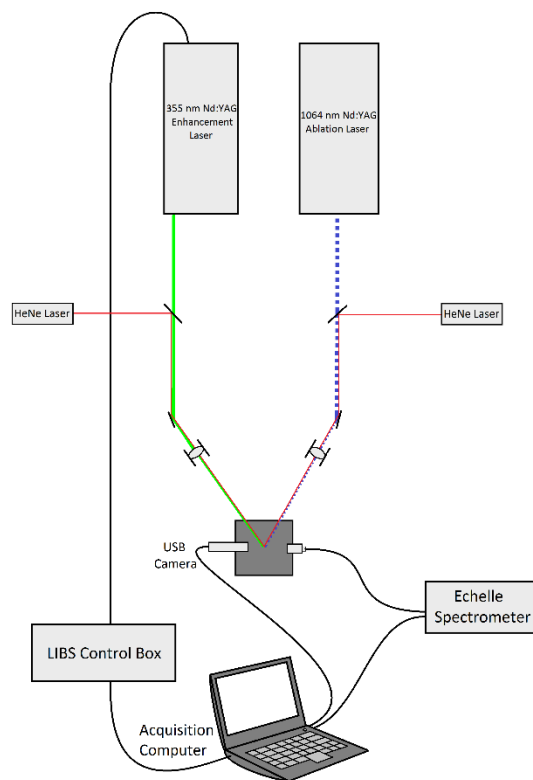 355 nm Nd:YAG
Enhancement
Laser
1064 nm Nd:YAG
Ablation Laser
HeNe Laser
HeNe Laser
USB
Camera
Echelle
Spectrometer
LIBS Control Box
Acquisition
Computer